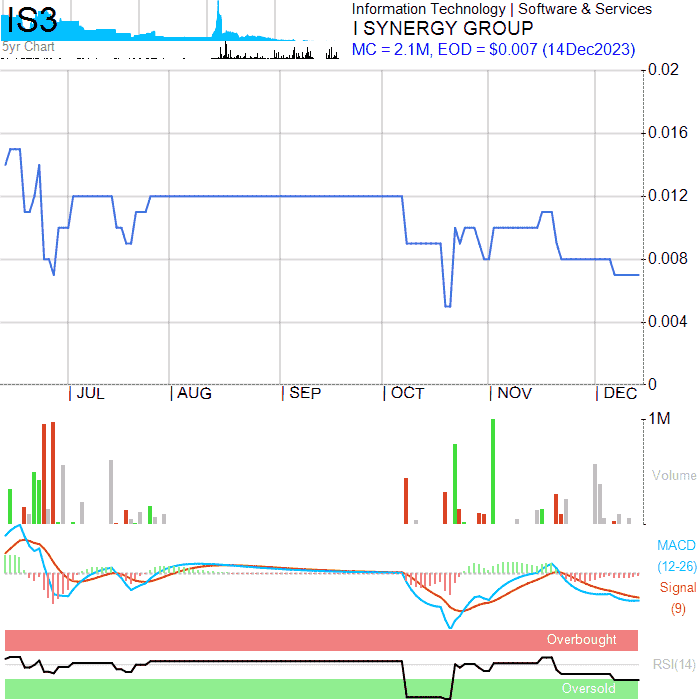 IS3
5yr Chart
Information Technology | Software & Services
I SYNERGY GROUP
MC = 2.1M, EOD = $0.007 (14Dec2023)
0.02
0.016
0.012
0.008
0.004
0
JUL AUG SEP OCT NOV DEC
1M
Volume
MACD
(12-26)
Signal
(9)
Overbought
RSI(14)
Oversold